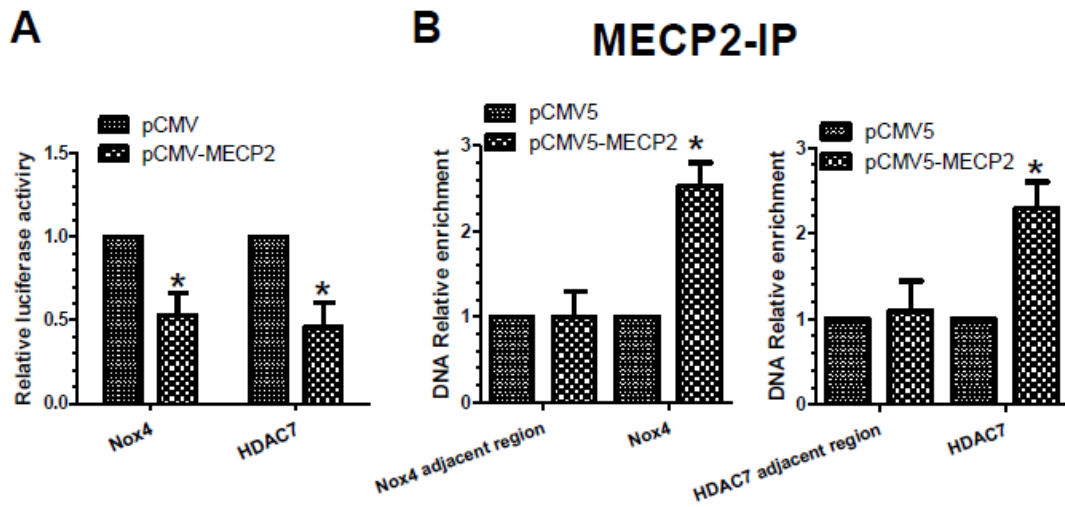 A
pCMV
pCMV-MECP2
Relative luciferase activiry
1.5
1.0
0.5
0.0
*
*
Nox4
HDAC7
B
MECP2-IP
pCMV5
pCMV5-MECP2
DNA Relative enrichment
3
2
1
0
*
Nox4 adjacent region
Nox4
pCMV5
pCMV5-MECP2
DNA Relative enrichment
3
2
1
0
*
HDAC7 adjacent region
HDAC7